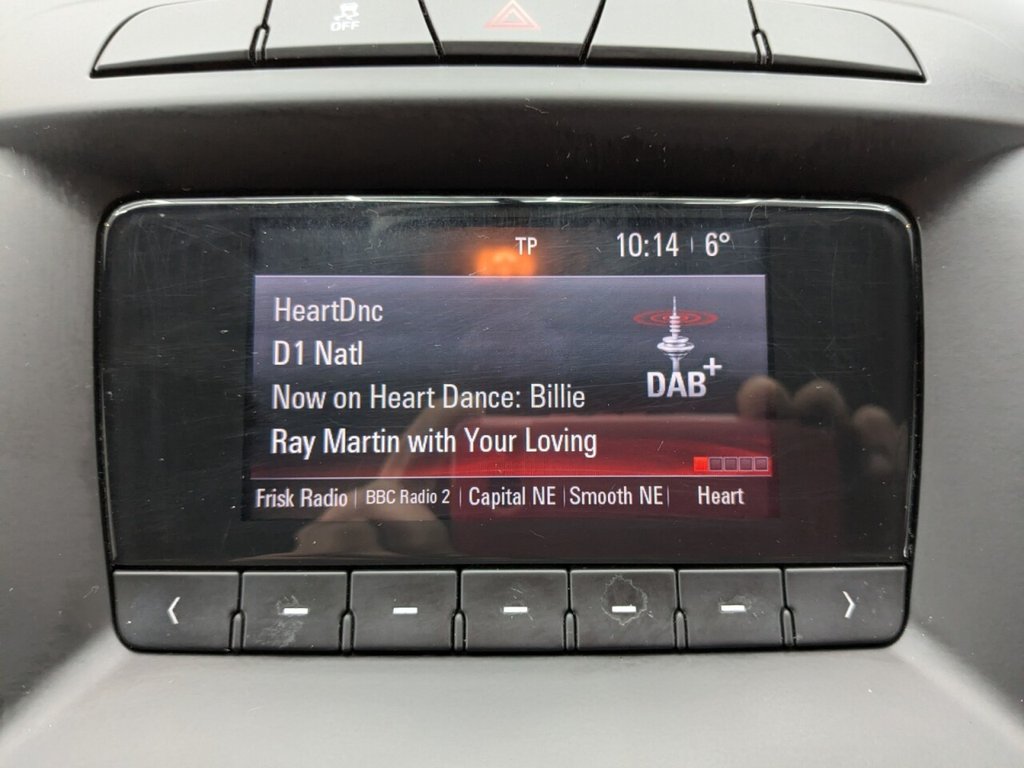 OFF
TP 10:14 6°
HeartDnc
D1 Natl
Now on Heart Dance: Billie
Ray Martin with Your Loving
DAB+
Frisk Radio BBC Radio 2 Capital NE Smooth NE Heart